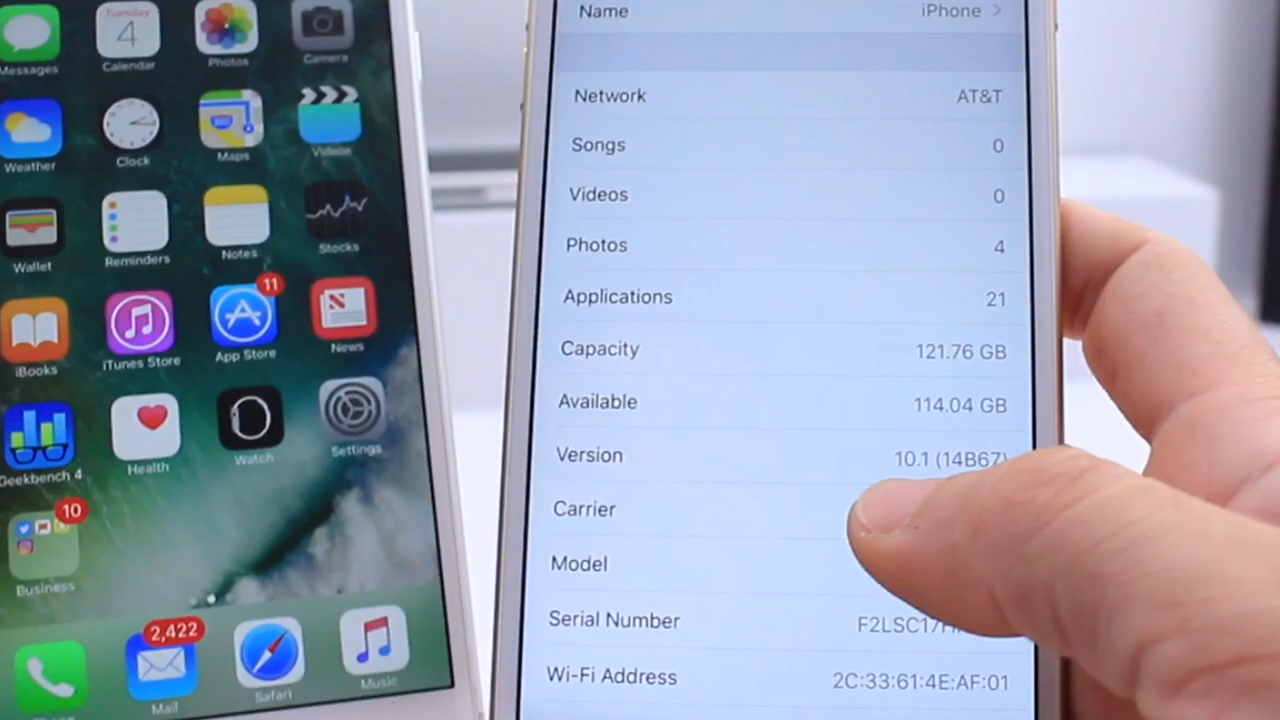 Tuesday
4
Messages Calendar Photos Camera
Weather Clock Maps Videos
Wallet Reminders Notes Stocks
11
iBooks iTunes Store App Store News
Geekbench 4 Health Watch Settings
10
Business
2,422
Mail Safari Music
Name iPhone
Network AT&T
Songs 0
Videos 0
Photos 4
Applications 21
Capacity 121.76 GB
Available 114.04 GB
Version 10.1 (14B67)
Carrier
Model
Serial Number F2LSC17
Wi-Fi Address 2C:33:61:4E:AF:01